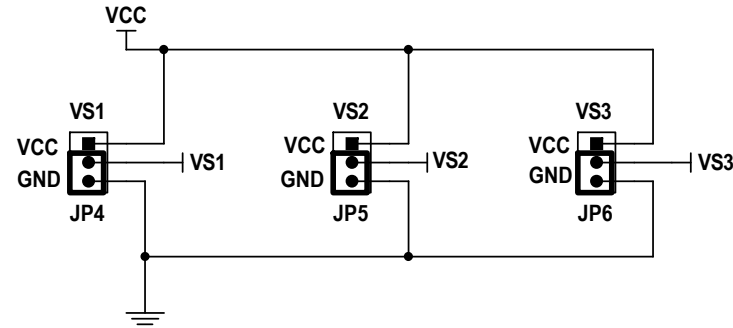 VCC
VS1 VS2 VS3
VCC VCC VCC
VS1 VS2 VS3
GND GND GND
JP4 JP5 JP6